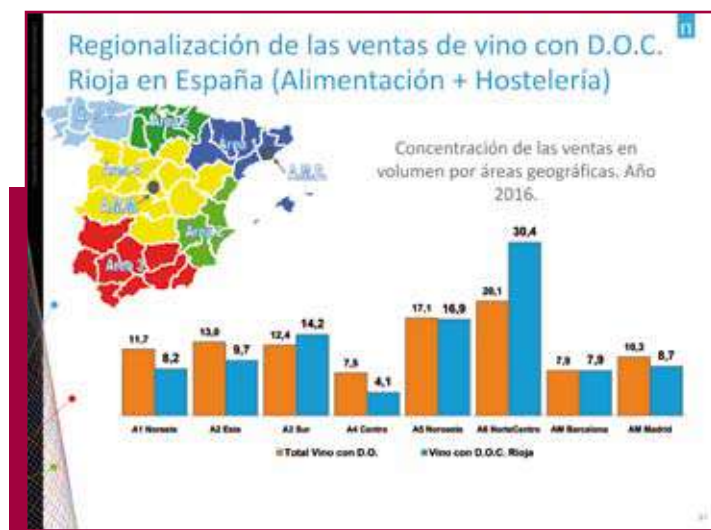 n
Regionalización de las ventas de vino con D.O.C.
Rioja en España (Alimentación + Hostelería)
Concentración de las ventas en
volumen por áreas geográficas. Año
2016.
A.M.B.
A.M.M.
Area 3
11,7
8,2
13,0
9,7
12,4
14,2
7,5
4,1
17,1
16,9
20,1
30,4
7,9
7,9
10,3
8,7
A1 Noreste
A2 Este
A3 Sur
A4 Centro
A5 Noroeste
A6 NorteCentro
AM Barcelona
AM Madrid
Total Vino con D.O.
Vino con D.O.C. Rioja